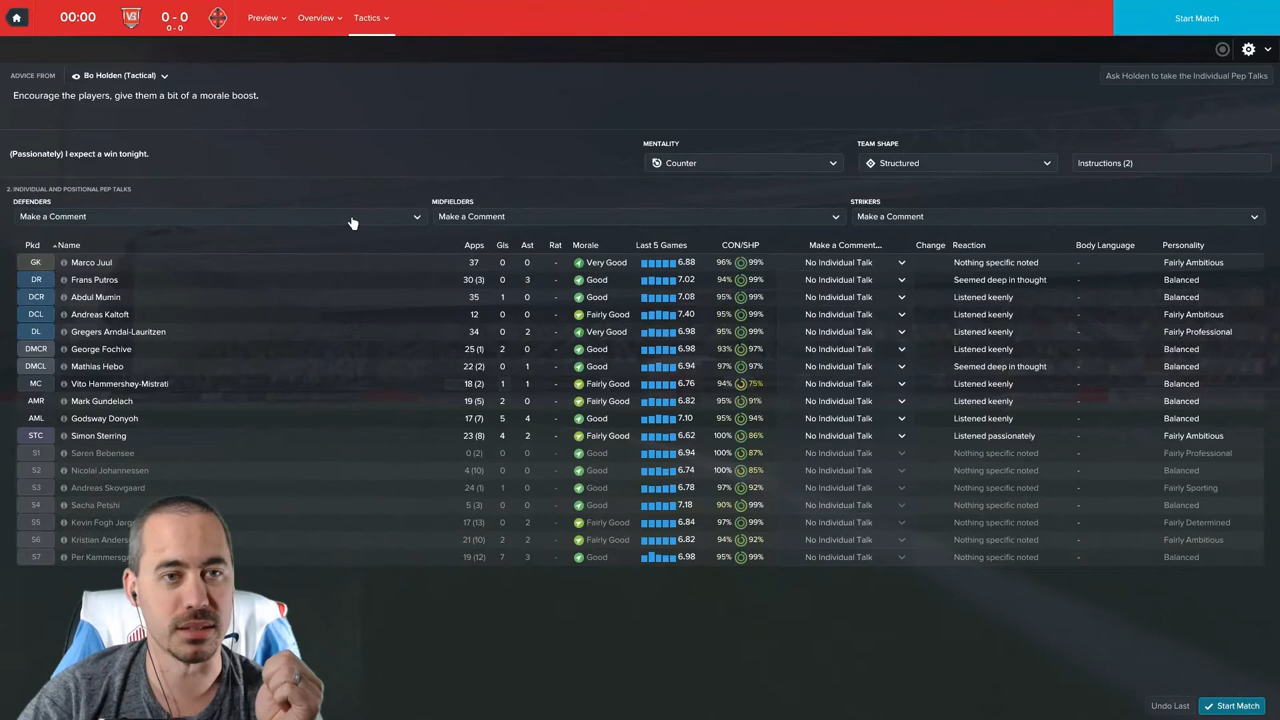 00:00 VB 0 - 0 Preview Overview Tactics Start Match
0 - 0
ADVICE FROM Bo Holden (Tactical) Ask Holden to take the Individual Pep Talks
Encourage the players, give them a bit of a morale boost.
MENTALITY TEAM SHAPE
(Passionately) I expect a win tonight. Counter Structured Instructions (2)
2. INDIVIDUAL AND POSITIONAL PEP TALKS
DEFENDERS MIDFIELDERS STRIKERS
Make a Comment Make a Comment Make a Comment
Pkd Name Apps Gls Ast Rat Morale Last 5 Games CON/SHP Make a Comment... Change Reaction Body Language Personality
GK Marco Juul 37 0 0 - Very Good 6.88 96% 99% No Individual Talk Nothing specific noted - Fairly Ambitious
DR Frans Putros 30 (3) 0 3 - Good 7.02 94% 99% No Individual Talk Seemed deep in thought - Balanced
DCR Abdul Mumin 35 1 0 - Good 7.08 95% 99% No Individual Talk Listened keenly - Balanced
DCL Andreas Kaltoft 12 0 0 - Fairly Good 7.40 95% 99% No Individual Talk Listened keenly - Fairly Ambitious
DL Gregers Arndal-Lauritzen 34 0 2 - Very Good 6.98 95% 99% No Individual Talk Listened keenly - Fairly Professional
DMCR George Fochive 25 (1) 2 0 - Good 6.98 93% 97% No Individual Talk Listened keenly - Balanced
DMCL Mathias Hebo 22 (2) 0 1 - Good 6.94 97% 97% No Individual Talk Seemed deep in thought - Balanced
MC Vito Hammershøy-Mistrati 18 (2) 1 1 - Fairly Good 6.76 94% 75% No Individual Talk Listened keenly - Balanced
AMR Mark Gundelach 19 (5) 2 0 - Fairly Good 6.82 95% 91% No Individual Talk Listened keenly - Balanced
AML Godsway Donyoh 17 (7) 5 4 - Good 7.10 95% 94% No Individual Talk Listened keenly - Balanced
STC Simon Sterring 23 (8) 4 2 - Fairly Good 6.62 100% 86% No Individual Talk Listened passionately - Fairly Ambitious
S1 Søren Bebensee 0 (2) 0 0 - Good 6.94 100% 87% No Individual Talk Nothing specific noted - Fairly Professional
S2 Nicolai Johannessen 4 (10) 0 0 - Good 6.74 100% 85% No Individual Talk Nothing specific noted - Balanced
S3 Andreas Skovgaard 24 (1) 1 0 - Good 6.78 97% 92% No Individual Talk Nothing specific noted - Fairly Sporting
S4 Sacha Petshi 5 (3) 0 0 - Good 7.18 90% 99% No Individual Talk Nothing specific noted - Balanced
S5 Kevin Fogh 17 (13) 0 2 - Fairly Good 6.84 97% 99% No Individual Talk Nothing specific noted - Fairly Determined
S6 Kristian 21 (10) 2 2 - Fairly Good 6.82 94% 92% No Individual Talk Nothing specific noted - Fairly Ambitious
S7 Per 19 (12) 7 3 - Good 6.98 95% 99% No Individual Talk Nothing specific noted - Balanced
Undo Last Start Match